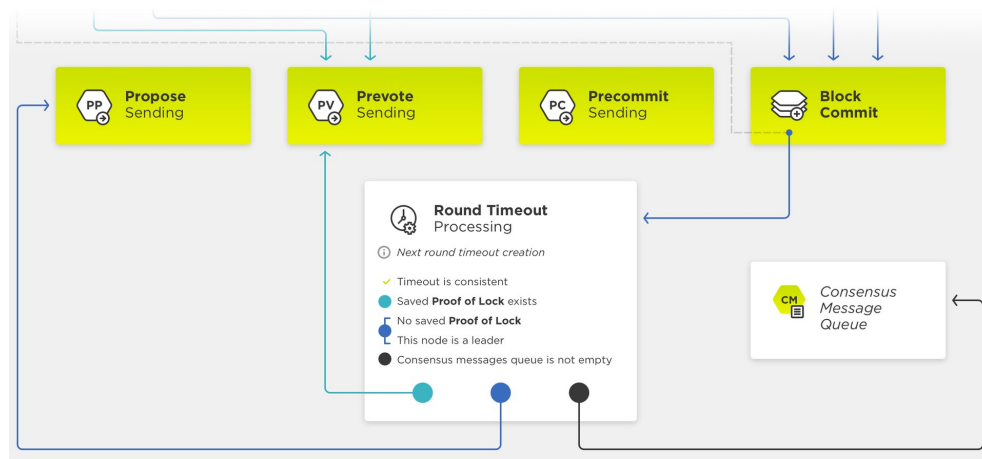 PP
Propose
Sending
PV
Prevote
Sending
PC
Precommit
Sending
Block
Commit
Round Timeout
Processing
Next round timeout creation
Timeout is consistent
Saved Proof of Lock exists
No saved Proof of Lock
This node is a leader
Consensus messages queue is not empty
CM
Consensus
Message
Queue